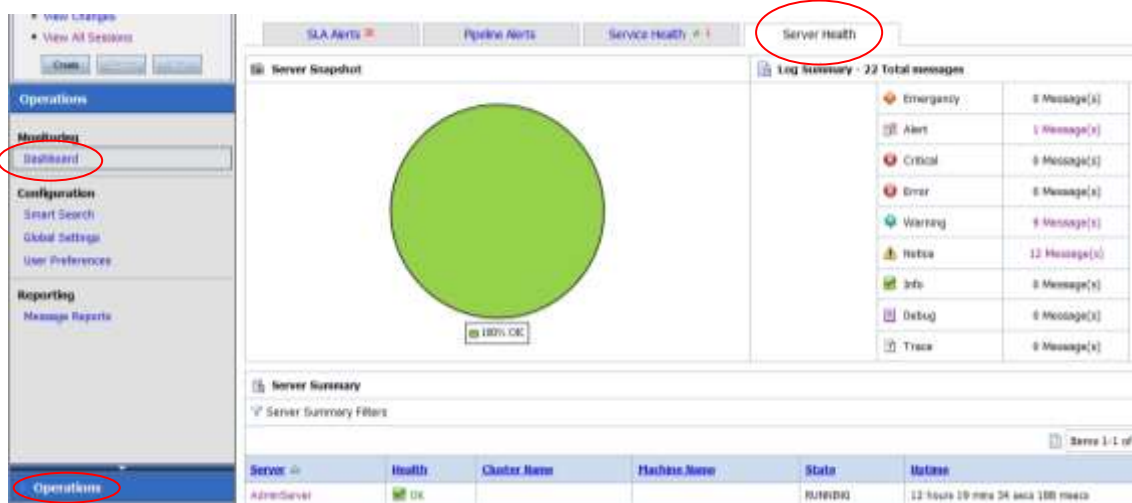 View Changes
View All Sessions
Create
Operations
Monitoring
Dashboard
Configuration
Smart Search
Global Settings
User Preferences
Reporting
Message Reports
Operations
SLA Alerts
Pipeline Alerts
Service Health
Server Health
Server Snapshot
100% OK
Log Summary - 22 Total messages
Emergency 0 Message(s)
Alert 1 Message(s)
Critical 0 Message(s)
Error 0 Message(s)
Warning 9 Message(s)
Notice 12 Message(s)
Info 0 Message(s)
Debug 0 Message(s)
Trace 0 Message(s)
Server Summary
Server Summary Filters
Items 1-1 of
Server Health Cluster Name Machine Name State Uptime
AdminServer OK RUNNING 12 hours 19 mins 34 secs 188 msecs